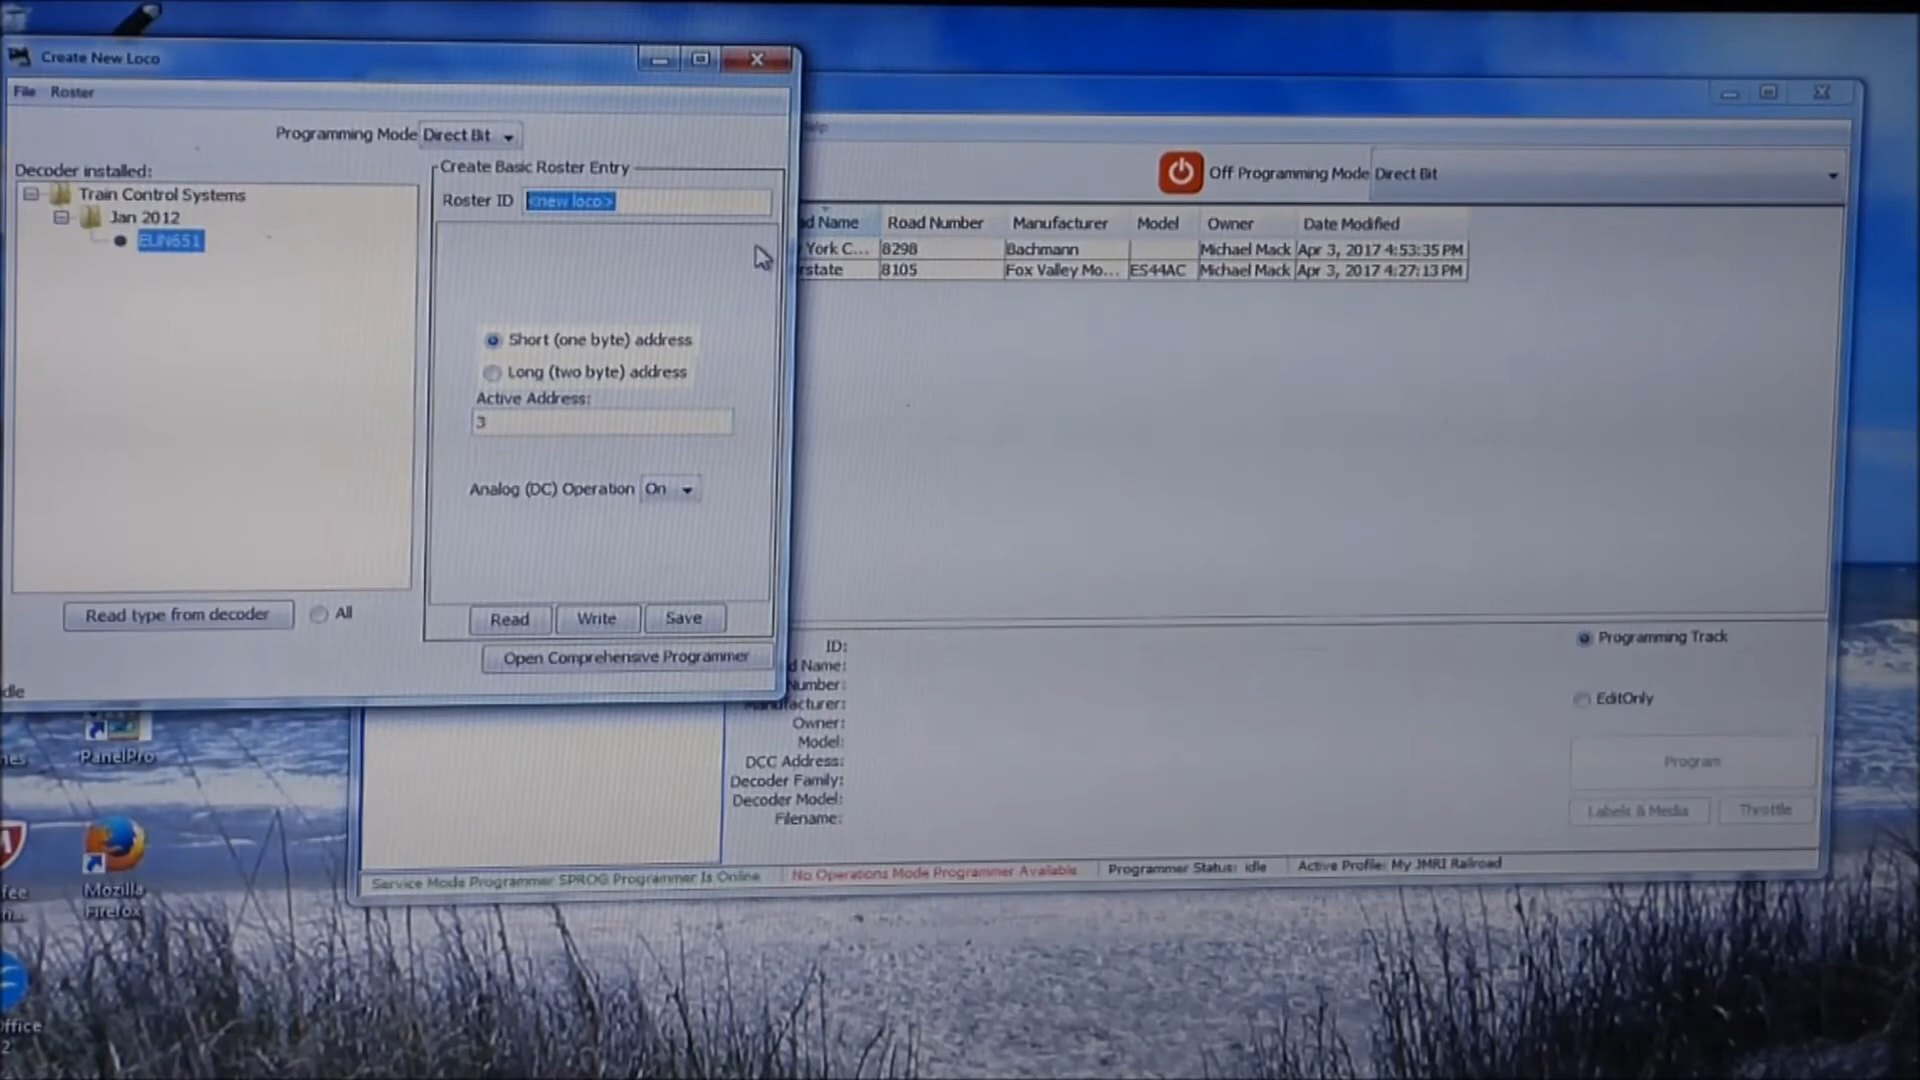 Create New Loco
File Roster
Programming Mode Direct Bit
Decoder installed:
Train Control Systems
Jan 2012
EUN651
Create Basic Roster Entry
Roster ID <new loco>
Short (one byte) address
Long (two byte) address
Active Address:
3
Analog (DC) Operation On
Read type from decoder All
Read Write Save
Open Comprehensive Programmer
Off Programming Mode Direct Bit
Name Road Number Manufacturer Model Owner Date Modified
York C... 8298 Bachmann Michael Mack Apr 3, 2017 4:53:35 PM
rstate 8105 Fox Valley Mo... ES44AC Michael Mack Apr 3, 2017 4:27:13 PM
ID:
d Name:
Number:
Manufacturer:
Owner:
Model:
DCC Address:
Decoder Family:
Decoder Model:
Filename:
Programming Track
EditOnly
Program
Labels & Media Throttle
Service Mode Programmer SPROG Programmer Is Online No Operations Mode Programmer Available Programmer Status: idle Active Profile: My JMRI Railroad
PanelPro
Mozilla
Firefox